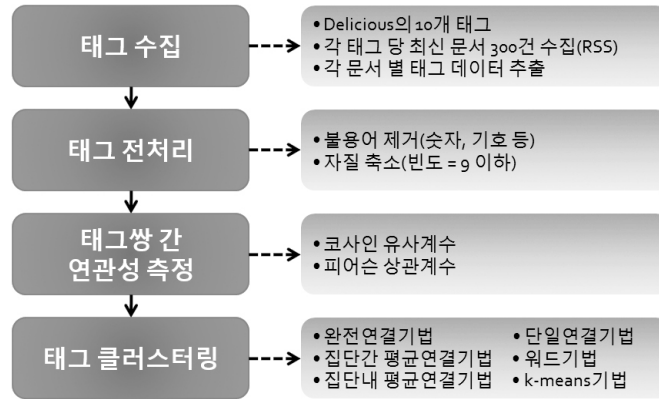 태그 수집
• Delicious의 10개 태그
• 각 태그 당 최신 문서 300건 수집(RSS)
• 각 문서 별 태그 데이터 추출
태그 전처리
• 불용어 제거(숫자, 기호 등)
• 자질 축소(빈도 = 9 이하)
태그쌍 간
연관성 측정
• 코사인 유사계수
• 피어슨 상관계수
태그 클러스터링
• 완전연결기법
• 집단간 평균연결기법
• 집단내 평균연결기법
• 단일연결기법
• 워드기법
• k-means기법